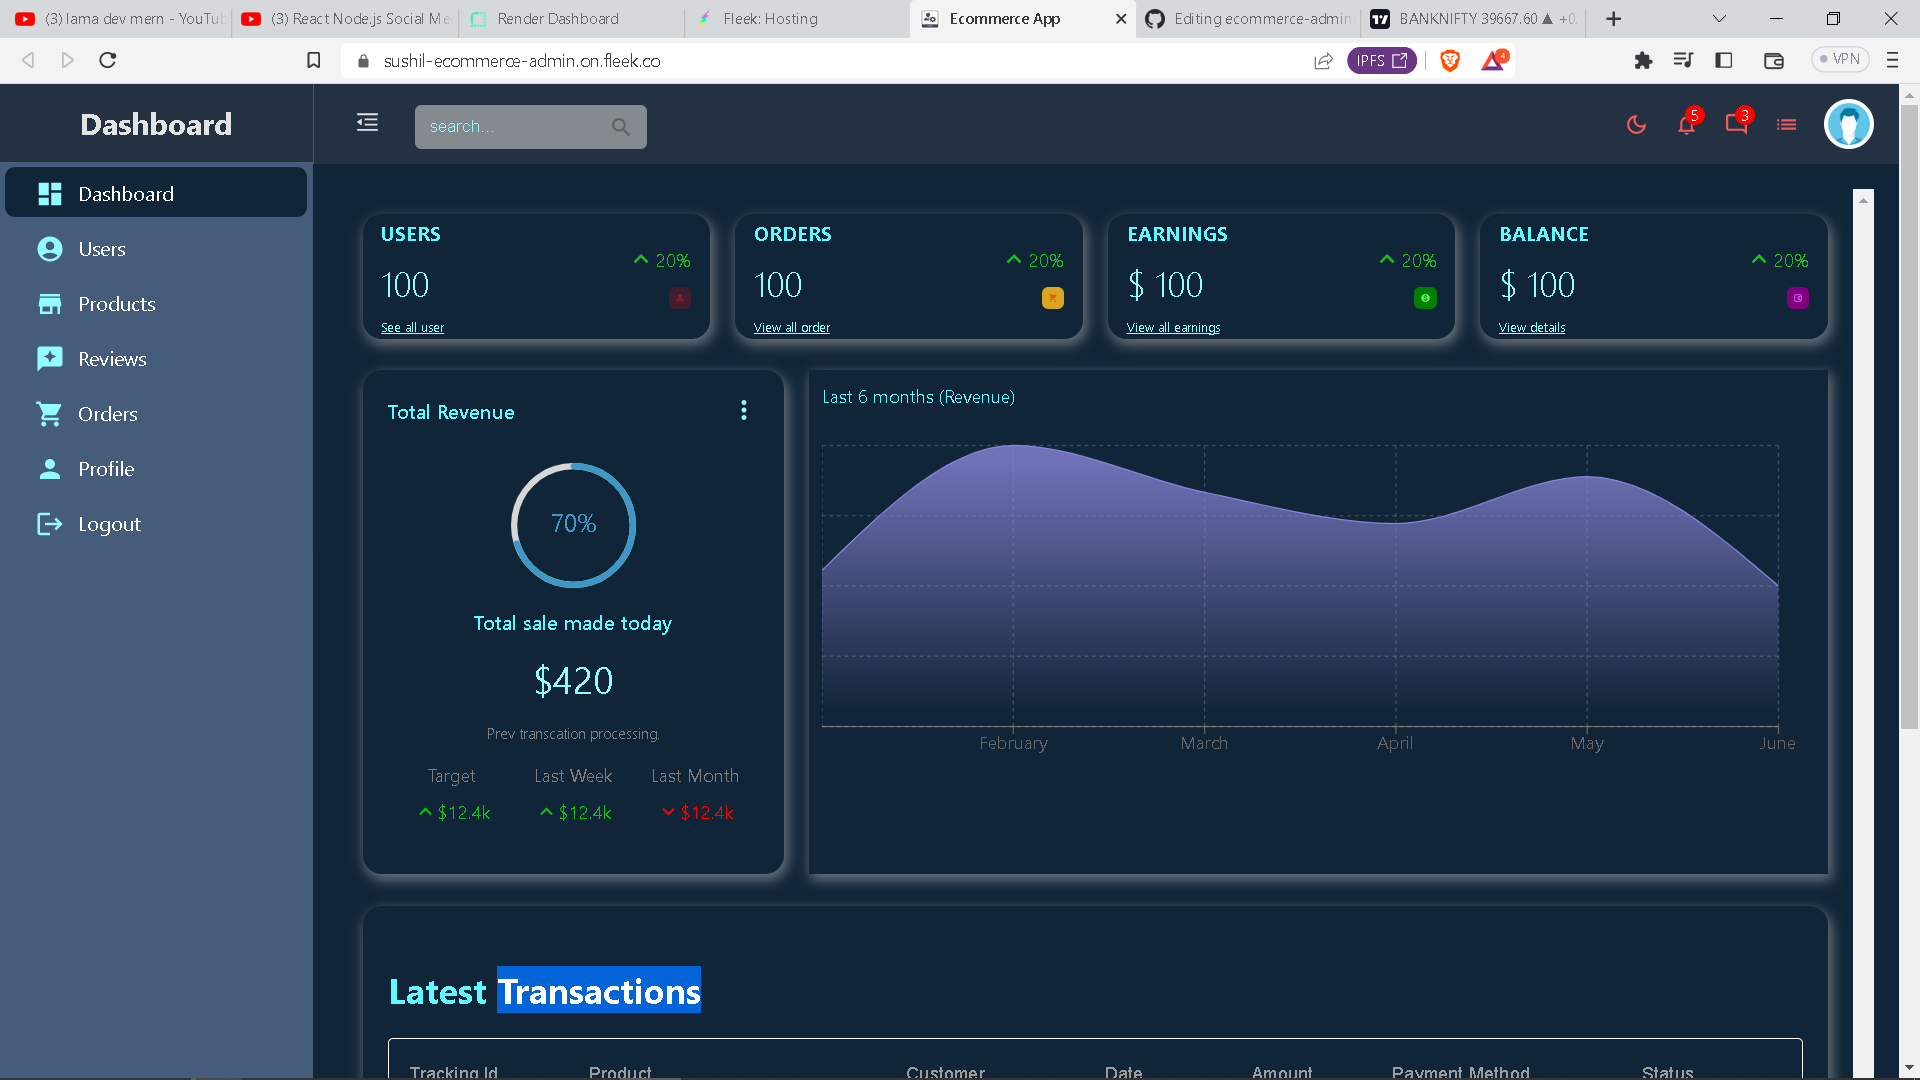 (3) lama dev mern - YouTu
(3) React Node.js Social Me
Render Dashboard
Fleek: Hosting
Ecommerce App
Editing ecommerce-admin
BANKNIFTY 39667.60 ▲ +0.
sushil-ecommerce-admin.on.fleek.co
IPFS
4
VPN
Dashboard
search...
5
3
Dashboard
Users
Products
Reviews
Orders
Profile
Logout
USERS
20%
100
See all user
ORDERS
20%
100
View all order
EARNINGS
20%
$ 100
View all earnings
BALANCE
20%
$ 100
View details
Total Revenue
70%
Total sale made today
$420
Prev transcation processing.
Target
Last Week
Last Month
$12.4k
$12.4k
$12.4k
Last 6 months (Revenue)
February
March
April
May
June
Latest Transactions
Tracking Id
Product
Customer
Date
Amount
Payment Method
Status